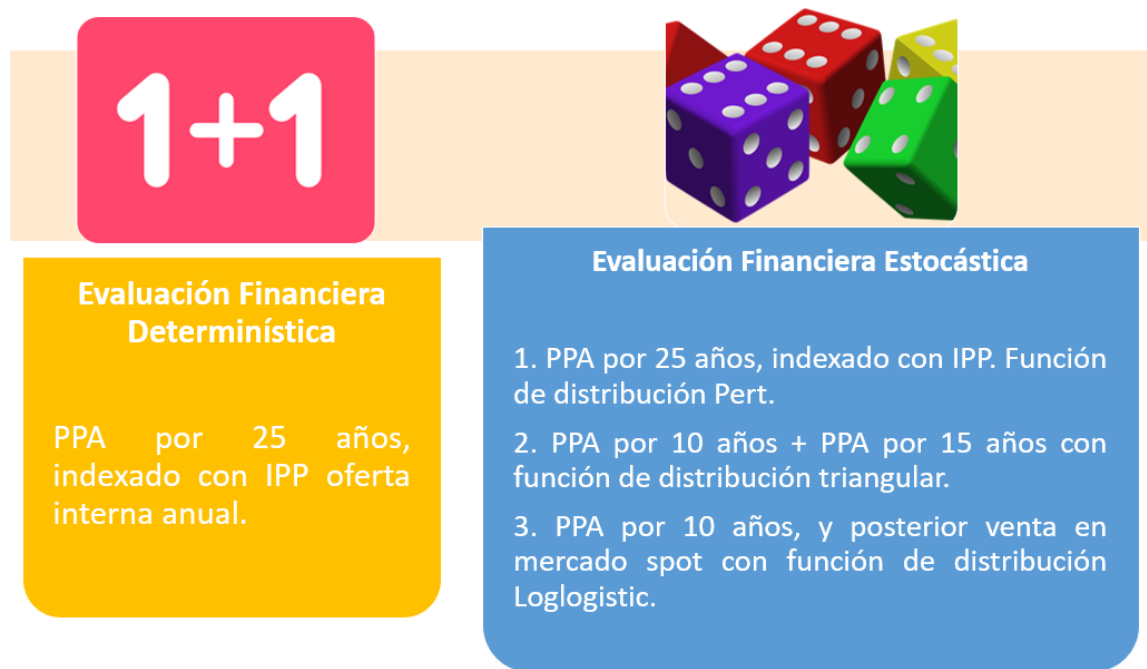 1+1
Evaluación Financiera
Determinística
PPA por 25 años,
indexado con IPP oferta
interna anual.
Evaluación Financiera Estocástica
1. PPA por 25 años, indexado con IPP. Función
de distribución Pert.
2. PPA por 10 años + PPA por 15 años con
función de distribución triangular.
3. PPA por 10 años, y posterior venta en
mercado spot con función de distribución
Loglogistic.